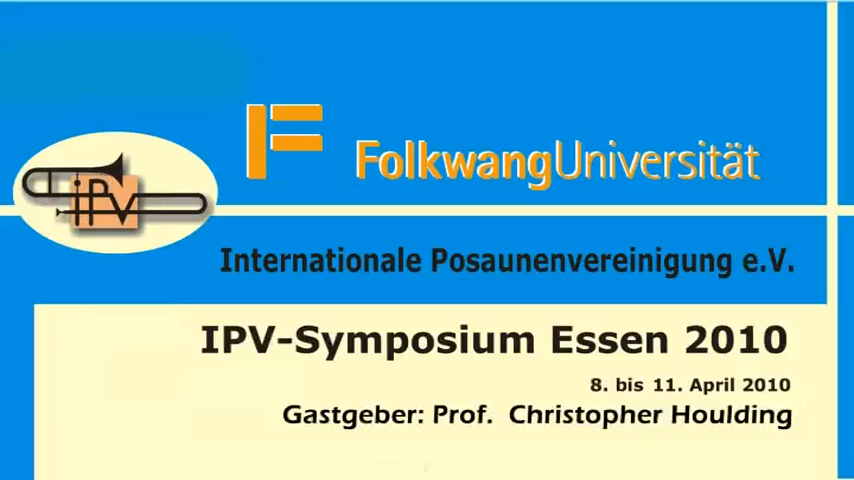 FolkwangUniversität
IPV
Internationale Posaunenvereinigung e.V.
IPV-Symposium Essen 2010
8. bis 11. April 2010
Gastgeber: Prof. Christopher Houlding